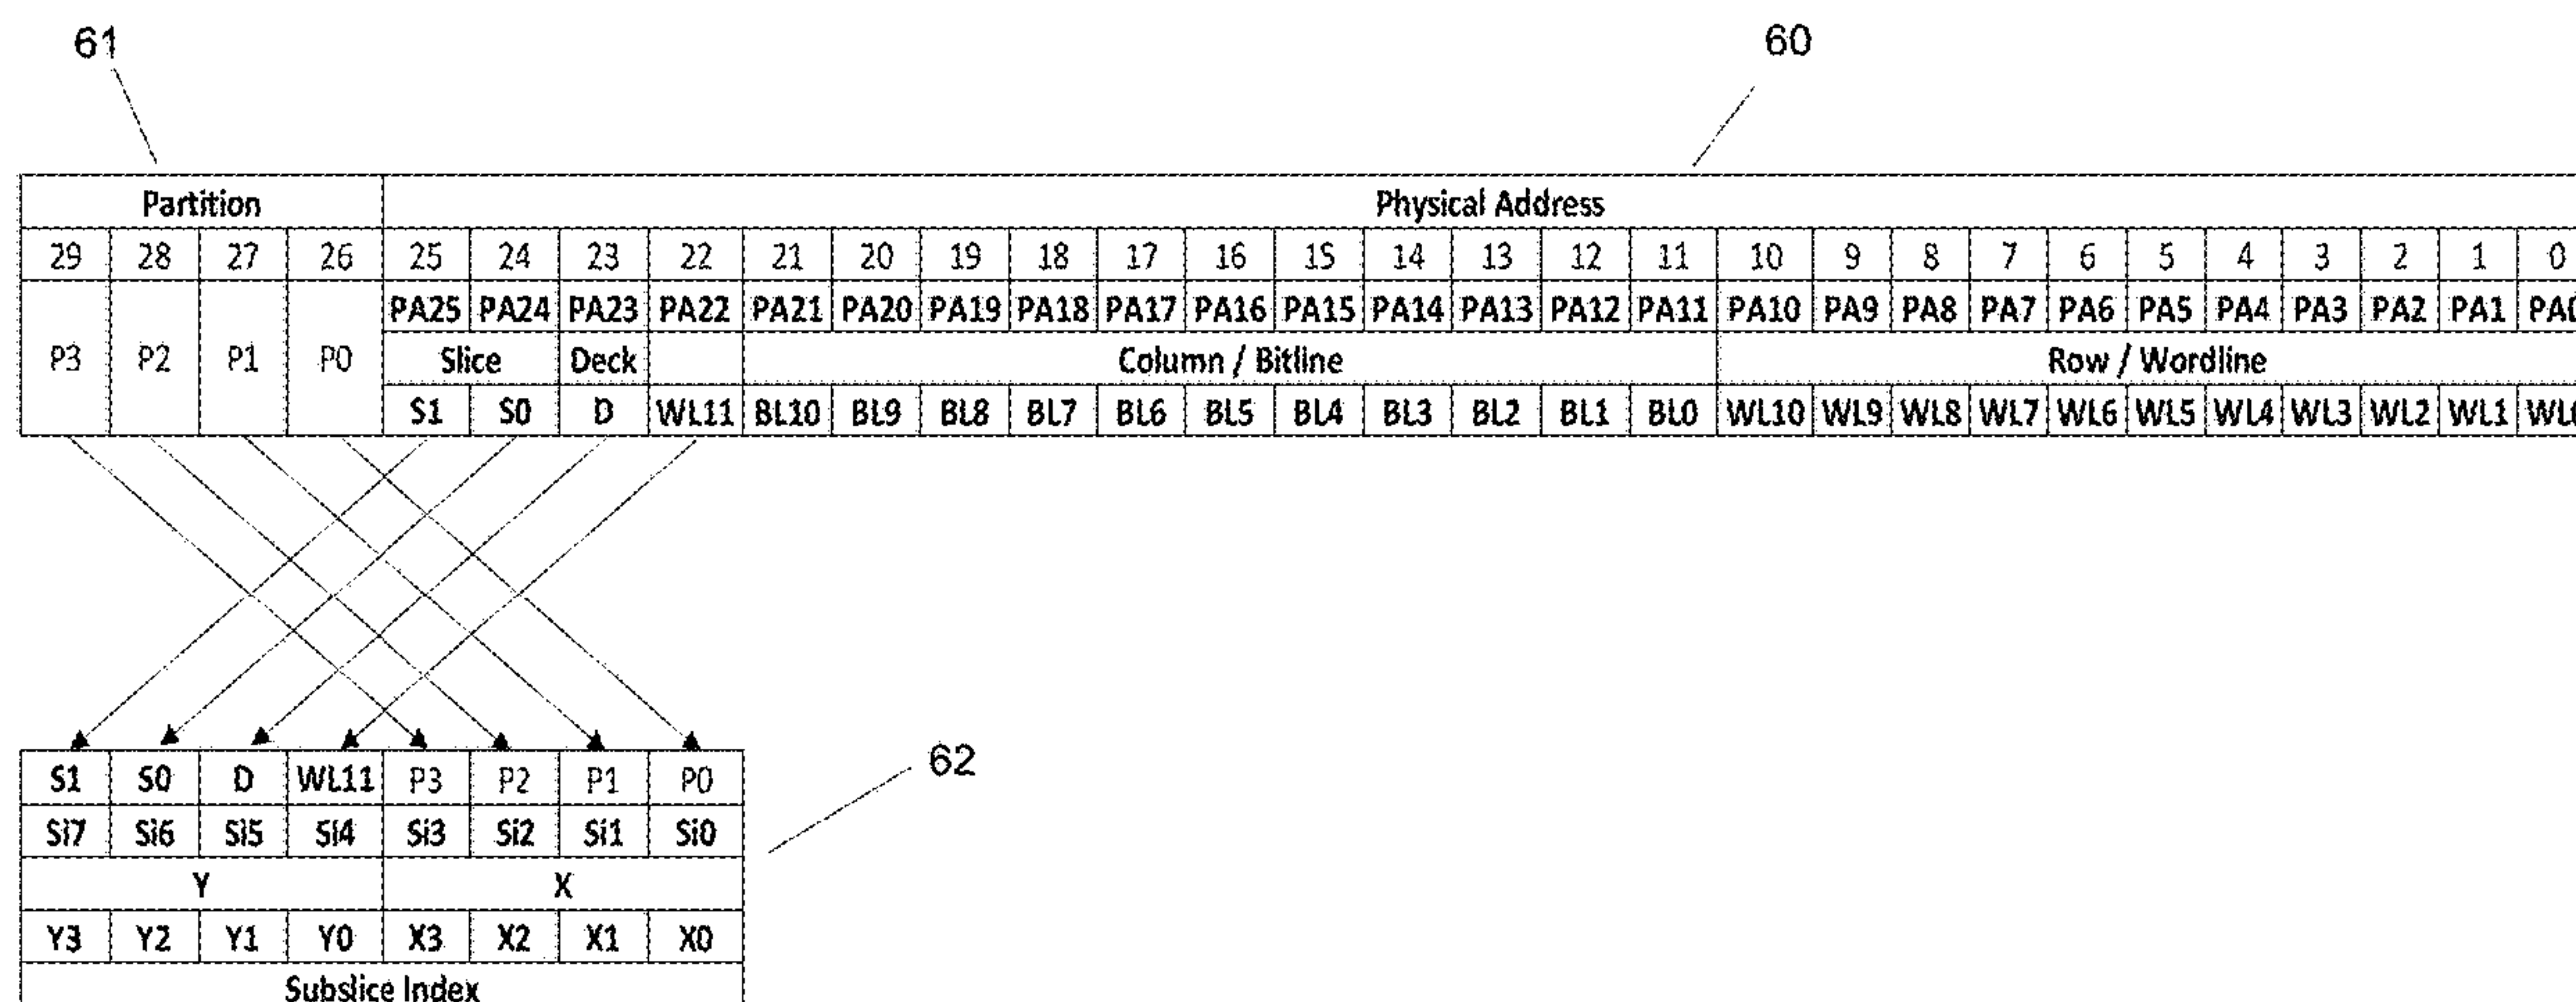 61 60
Partition Physical Address
29 28 27 26 25 24 23 22 21 20 19 18 17 16 15 14 13 12 11 10 9 8 7 6 5 4 3 2 1 0
PA25 PA24 PA23 PA22 PA21 PA20 PA19 PA18 PA17 PA16 PA15 PA14 PA13 PA12 PA11 PA10 PA9 PA8 PA7 PA6 PA5 PA4 PA3 PA2 PA1 PA0
P3 P2 P1 P0 Slice Deck Column / Bitline Row / Wordline
S1 S0 D WL11 BL10 BL9 BL8 BL7 BL6 BL5 BL4 BL3 BL2 BL1 BL0 WL10 WL9 WL8 WL7 WL6 WL5 WL4 WL3 WL2 WL1 WL0
62
S1 S0 D WL11 P3 P2 P1 P0
Si7 Si6 Si5 Si4 Si3 Si2 Si1 Si0
Y X
Y3 Y2 Y1 Y0 X3 X2 X1 X0
Subslice Index